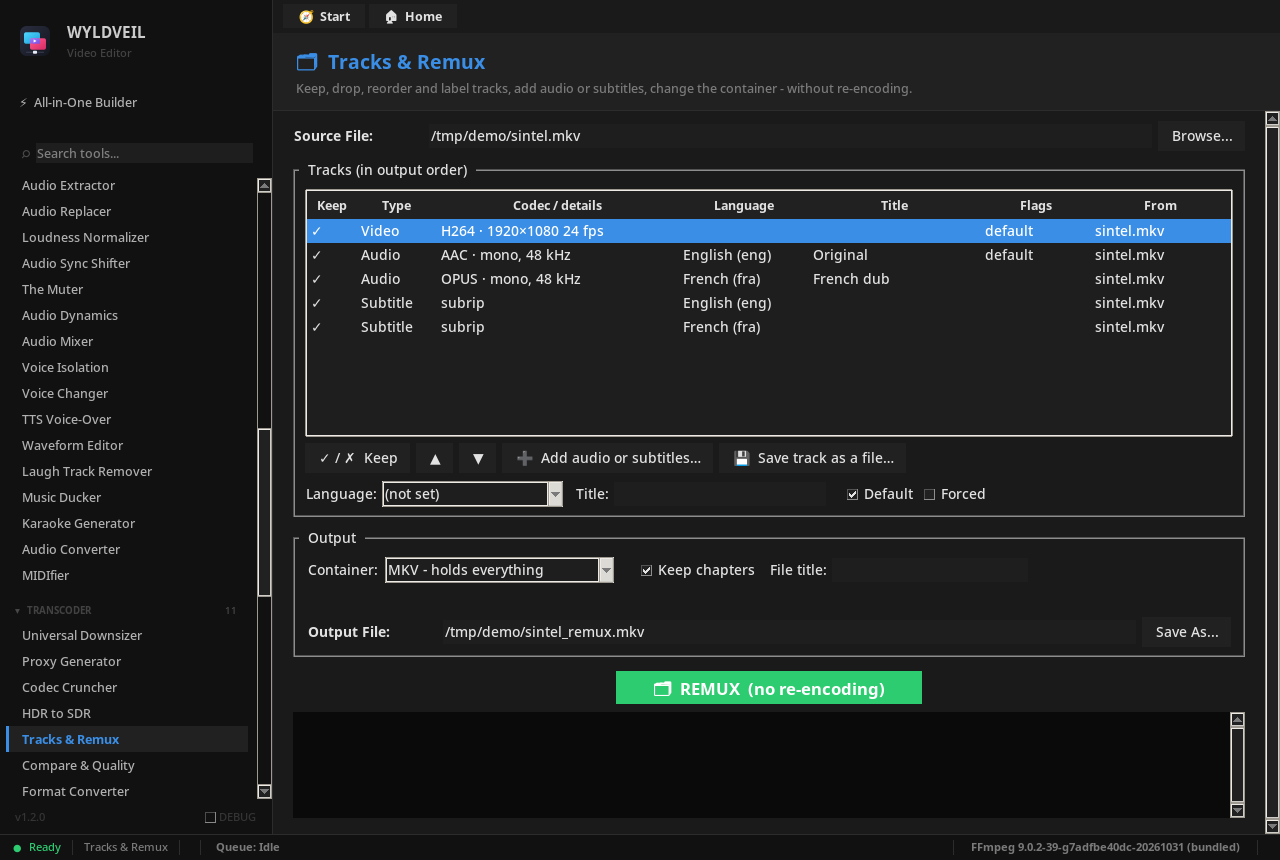 WYLDVEIL
Video Editor
⚡ All-in-One Builder
Search tools...
Audio Extractor
Audio Replacer
Loudness Normalizer
Audio Sync Shifter
The Muter
Audio Dynamics
Audio Mixer
Voice Isolation
Voice Changer
TTS Voice-Over
Waveform Editor
Laugh Track Remover
Music Ducker
Karaoke Generator
Audio Converter
MIDIfier
▾ TRANSCODER 11
Universal Downsizer
Proxy Generator
Codec Cruncher
HDR to SDR
Tracks & Remux
Compare & Quality
Format Converter
v1.2.0 DEBUG
🧭 Start 🏠 Home
Tracks & Remux
Keep, drop, reorder and label tracks, add audio or subtitles, change the container - without re-encoding.
Source File: /tmp/demo/sintel.mkv Browse...
Tracks (in output order)
Keep Type Codec / details Language Title Flags From
✓ Video H264 · 1920×1080 24 fps default sintel.mkv
✓ Audio AAC · mono, 48 kHz English (eng) Original default sintel.mkv
✓ Audio OPUS · mono, 48 kHz French (fra) French dub sintel.mkv
✓ Subtitle subrip English (eng) sintel.mkv
✓ Subtitle subrip French (fra) sintel.mkv
✓ / ✗ Keep ▲ ▼ ➕ Add audio or subtitles... 💾 Save track as a file...
Language: (not set) Title: Default Forced
Output
Container: MKV - holds everything Keep chapters File title:
Output File: /tmp/demo/sintel_remux.mkv Save As...
REMUX (no re-encoding)
● Ready Tracks & Remux Queue: Idle FFmpeg 9.0.2-39-g7adfbe40dc-20261031 (bundled)